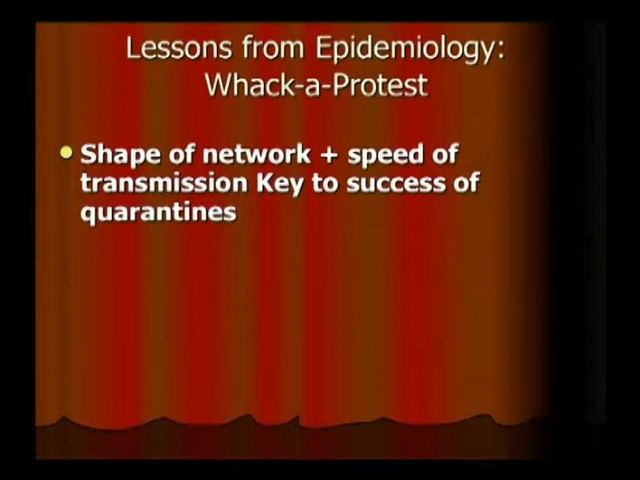 Lessons from Epidemiology:
Whack-a-Protest
Shape of network + speed of
transmission Key to success of
quarantines